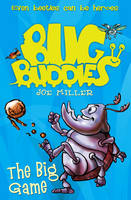 even beetles can be heroes
BUG
BUDDIES
JOE MILLER
The Big
Game